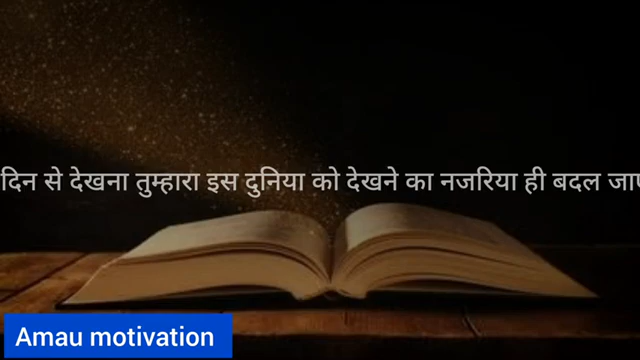 दिन से देखना तुम्हारा इस दुनिया को देखने का नजरिया ही बदल
Amau motivation